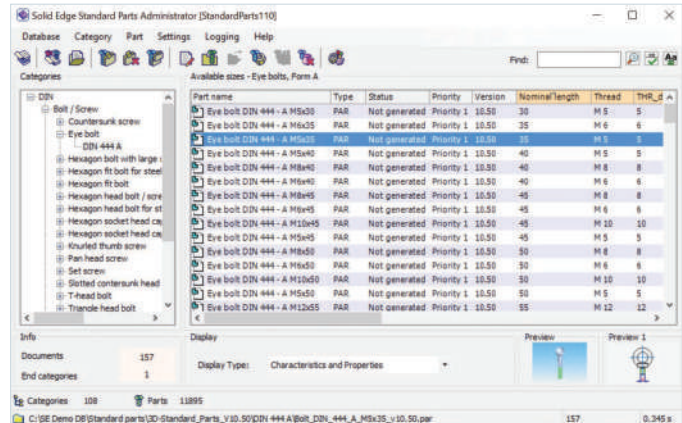 Solid Edge Standard Parts Administrator [StandardParts110]
Database Category Part Settings Logging Help
Find:
Categories
Available sizes - Eye bolts, Form A
DIN
Bolt / Screw
Countersunk screw
Eye bolt
DIN 444 A
Hexagon bolt with large
Hexagon fit bolt for steel
Hexagon fit bolt
Hexagon head bolt / scre
Hexagon head bolt for st
Hexagon socket head ca
Hexagon socket head ca
Knurled thumb screw
Pan head screw
Set screw
Slotted contersunk head
T-head bolt
Triangle head bolt
Part name Type Status Priority Version Nominal length Thread THR_d
Eye bolt DIN 444 - A M5x30 PAR Not generated Priority 1 10.50 30 M 5 5
Eye bolt DIN 444 - A M6x35 PAR Not generated Priority 1 10.50 35 M 6 6
Eye bolt DIN 444 - A M5x35 PAR Not generated Priority 1 10.50 35 M 5 5
Eye bolt DIN 444 - A M5x40 PAR Not generated Priority 1 10.50 40 M 5 5
Eye bolt DIN 444 - A M8x40 PAR Not generated Priority 1 10.50 40 M 8 8
Eye bolt DIN 444 - A M6x40 PAR Not generated Priority 1 10.50 40 M 6 6
Eye bolt DIN 444 - A M8x45 PAR Not generated Priority 1 10.50 45 M 8 8
Eye bolt DIN 444 - A M6x45 PAR Not generated Priority 1 10.50 45 M 6 6
Eye bolt DIN 444 - A M10x45 PAR Not generated Priority 1 10.50 45 M 10 10
Eye bolt DIN 444 - A M5x45 PAR Not generated Priority 1 10.50 45 M 5 5
Eye bolt DIN 444 - A M8x50 PAR Not generated Priority 1 10.50 50 M 8 8
Eye bolt DIN 444 - A M6x50 PAR Not generated Priority 1 10.50 50 M 6 6
Eye bolt DIN 444 - A M10x50 PAR Not generated Priority 1 10.50 50 M 10 10
Eye bolt DIN 444 - A M5x50 PAR Not generated Priority 1 10.50 50 M 5 5
Eye bolt DIN 444 - A M12x55 PAR Not generated Priority 1 10.50 55 M 12 12
Info
Documents 157
End categories 1
Display
Display Type: Characteristics and Properties
Preview
Preview 1
Categories 108 Parts 11895
C:\SE Demo DB\Standard parts\3D-Standard_Parts_V10.50\DIN 444 A\Bolt_DIN_444_A_M5x35_v10.50.par 157 0.345 s